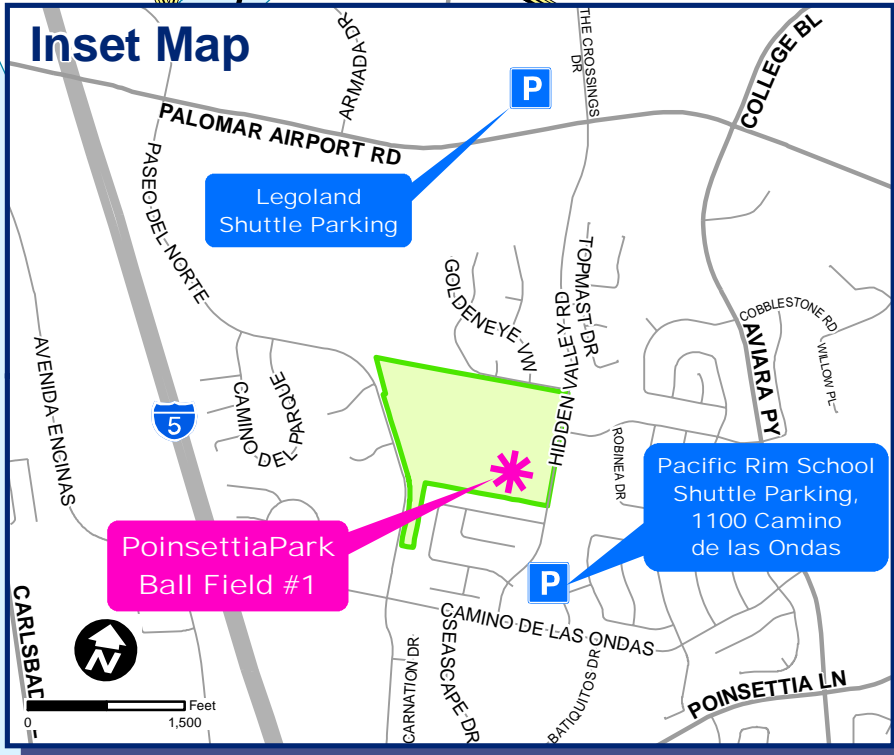 Inset Map
ARMADA DR
THE CROSSINGS
DR
COLLEGE BL
P
PALOMAR AIRPORT RD
PASEO DEL NORTE
Legoland
Shuttle Parking
GOLDENEYE VW
TOPMAST DR
HIDDEN VALLEY RD
COBBLESTONE RD
WILLOW PL
AVIARA PY
AVENIDA ENCINAS
5
CAMINO DEL PARQUE
ROBINEA DR
Pacific Rim School
Shuttle Parking,
1100 Camino
de las Ondas
PoinsettiaPark
Ball Field #1
P
CAMINO DE LAS ONDAS
CARLSBAD
N
CARNATION DR
SEASCAPE DR
BATIQUITOS DR
POINSETTIA LN
Feet
0 1,500